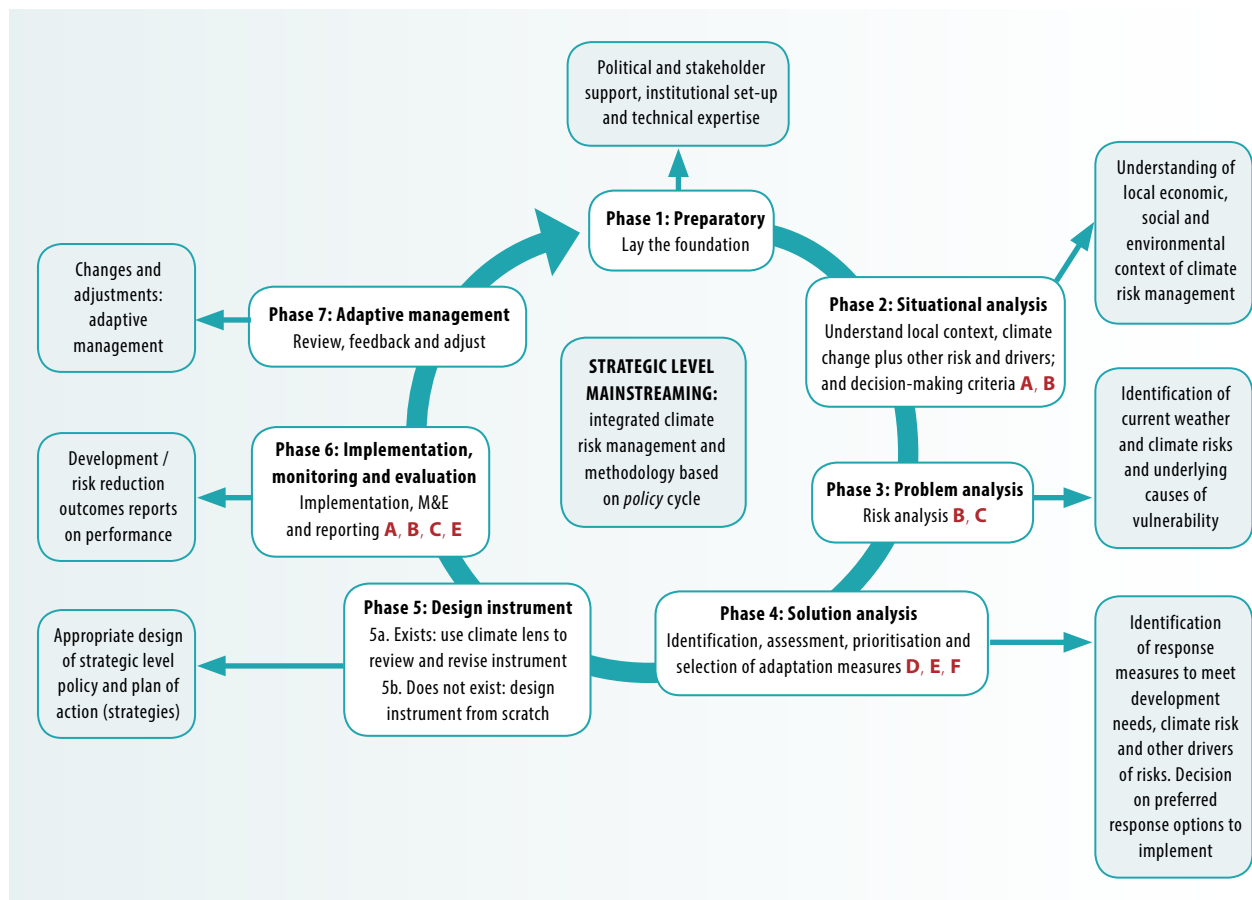 Political and stakeholder
support, institutional set-up
and technical expertise
Phase 1: Preparatory
Lay the foundation
Understanding of
local economic,
social and
environmental
context of climate
risk management
Phase 2: Situational analysis
Understand local context, climate
change plus other risk and drivers;
and decision-making criteria A, B
Identification of
current weather
and climate risks
and underlying
causes of
vulnerability
Phase 3: Problem analysis
Risk analysis B, C
Phase 4: Solution analysis
Identification, assessment, prioritisation and
selection of adaptation measures D, E, F
Identification
of response
measures to meet
development
needs, climate risk
and other drivers
of risks. Decision
on preferred
response options to
implement
Phase 5: Design instrument
5a. Exists: use climate lens to
review and revise instrument
5b. Does not exist: design
instrument from scratch
Appropriate design
of strategic level
policy and plan of
action (strategies)
Phase 6: Implementation,
monitoring and evaluation
Implementation, M&E
and reporting A, B, C, E
Development /
risk reduction
outcomes reports
on performance
Phase 7: Adaptive management
Review, feedback and adjust
Changes and
adjustments:
adaptive
management
STRATEGIC LEVEL
MAINSTREAMING:
integrated climate
risk management and
methodology based
on policy cycle